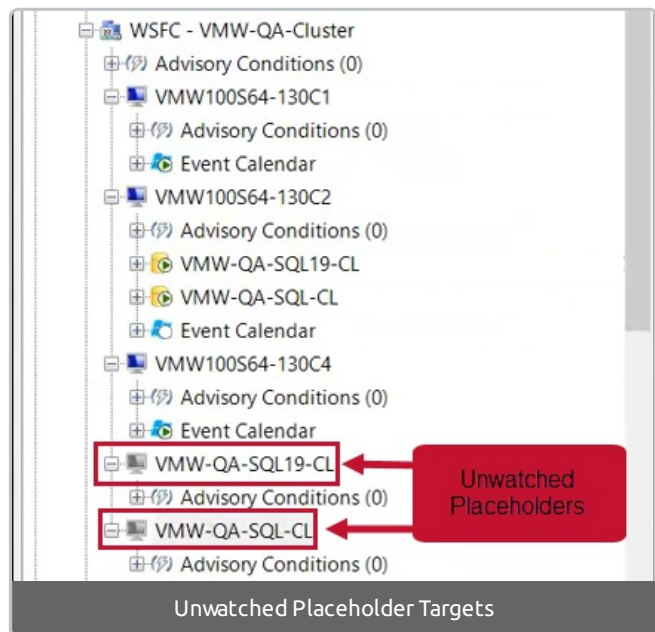 WSFC - VMW-QA-Cluster
Advisory Conditions (0)
VMW100S64-130C1
Advisory Conditions (0)
Event Calendar
VMW100S64-130C2
Advisory Conditions (0)
VMW-QA-SQL19-CL
VMW-QA-SQL-CL
Event Calendar
VMW100S64-130C4
Advisory Conditions (0)
Event Calendar
VMW-QA-SQL19-CL
Advisory Conditions (0)
VMW-QA-SQL-CL
Advisory Conditions (0)
Unwatched
Placeholders
Unwatched Placeholder Targets